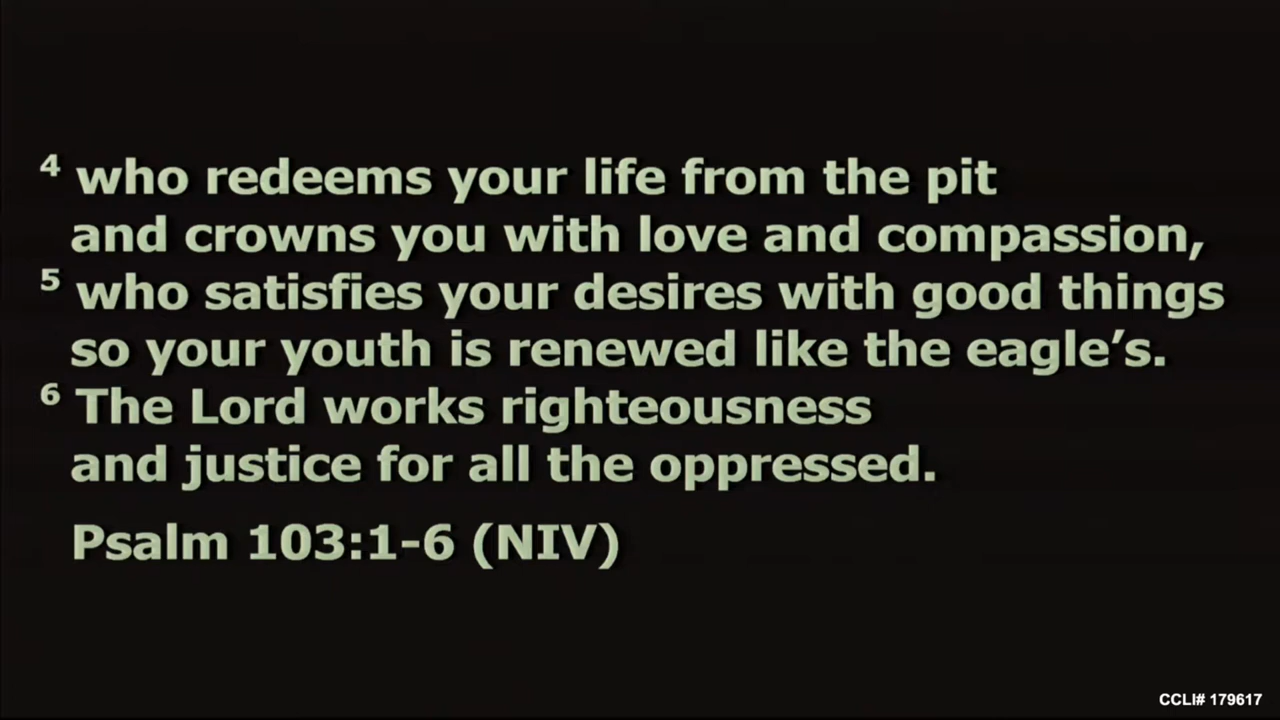 ⁴ who redeems your life from the pit
and crowns you with love and compassion,
⁵ who satisfies your desires with good things
so your youth is renewed like the eagle’s.
⁶ The Lord works righteousness
and justice for all the oppressed.
Psalm 103:1-6 (NIV)
CCLI# 179617